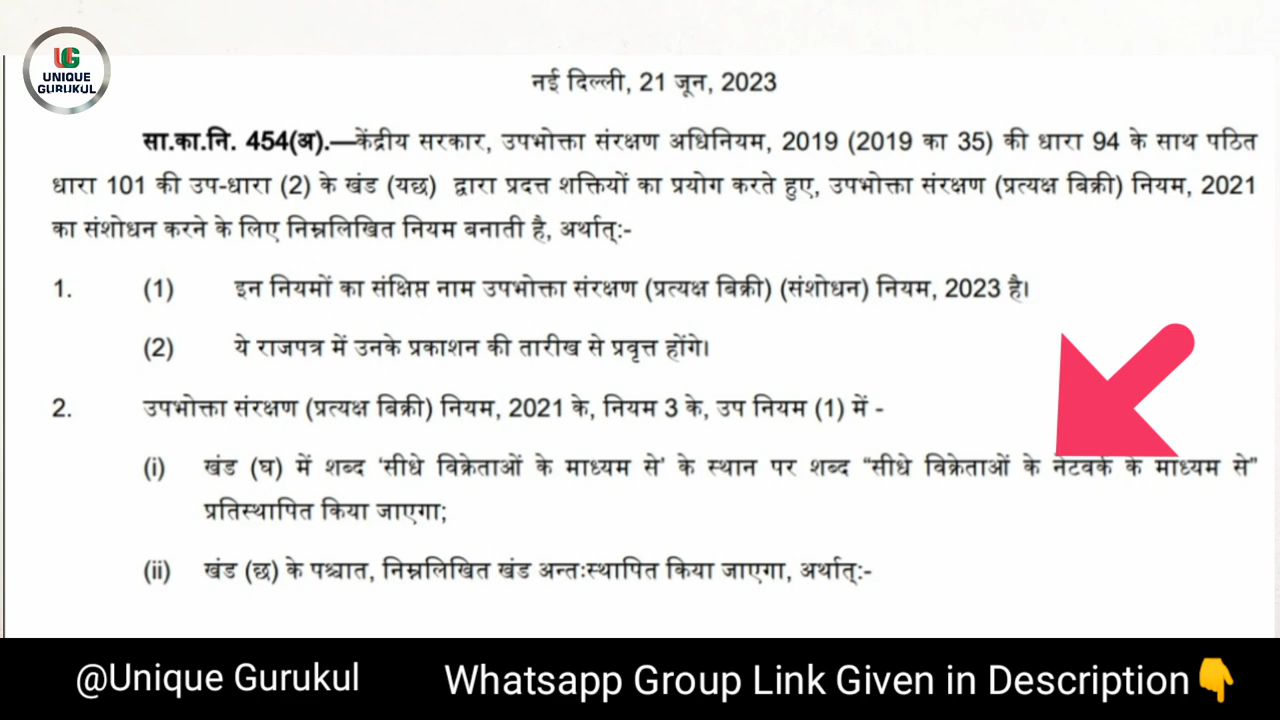 UG
UNIQUE
GURUKUL
नई दिल्ली, 21 जून, 2023
सा.का.नि. 454(अ).—केंद्रीय सरकार, उपभोक्ता संरक्षण अधिनियम, 2019 (2019 का 35) की धारा 94 के साथ पठित
धारा 101 की उप-धारा (2) के खंड (यछ) द्वारा प्रदत्त शक्तियों का प्रयोग करते हुए, उपभोक्ता संरक्षण (प्रत्यक्ष बिक्री) नियम, 2021
का संशोधन करने के लिए निम्नलिखित नियम बनाती है, अर्थात्:-
1. (1) इन नियमों का संक्षिप्त नाम उपभोक्ता संरक्षण (प्रत्यक्ष बिक्री) (संशोधन) नियम, 2023 है।
(2) ये राजपत्र में उनके प्रकाशन की तारीख से प्रवृत्त होंगे।
2. उपभोक्ता संरक्षण (प्रत्यक्ष बिक्री) नियम, 2021 के, नियम 3 के, उप नियम (1) में -
(i) खंड (घ) में शब्द 'सीधे विक्रेताओं के माध्यम से' के स्थान पर शब्द "सीधे विक्रेताओं के नेटवर्क के माध्यम से"
प्रतिस्थापित किया जाएगा;
(ii) खंड (छ) के पश्चात, निम्नलिखित खंड अन्तःस्थापित किया जाएगा, अर्थात्:-
@Unique Gurukul Whatsapp Group Link Given in Description👇